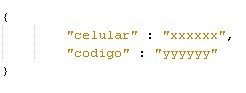 {
"celular" : "xxxxxx",
"codigo" : "yyyyyy"
}